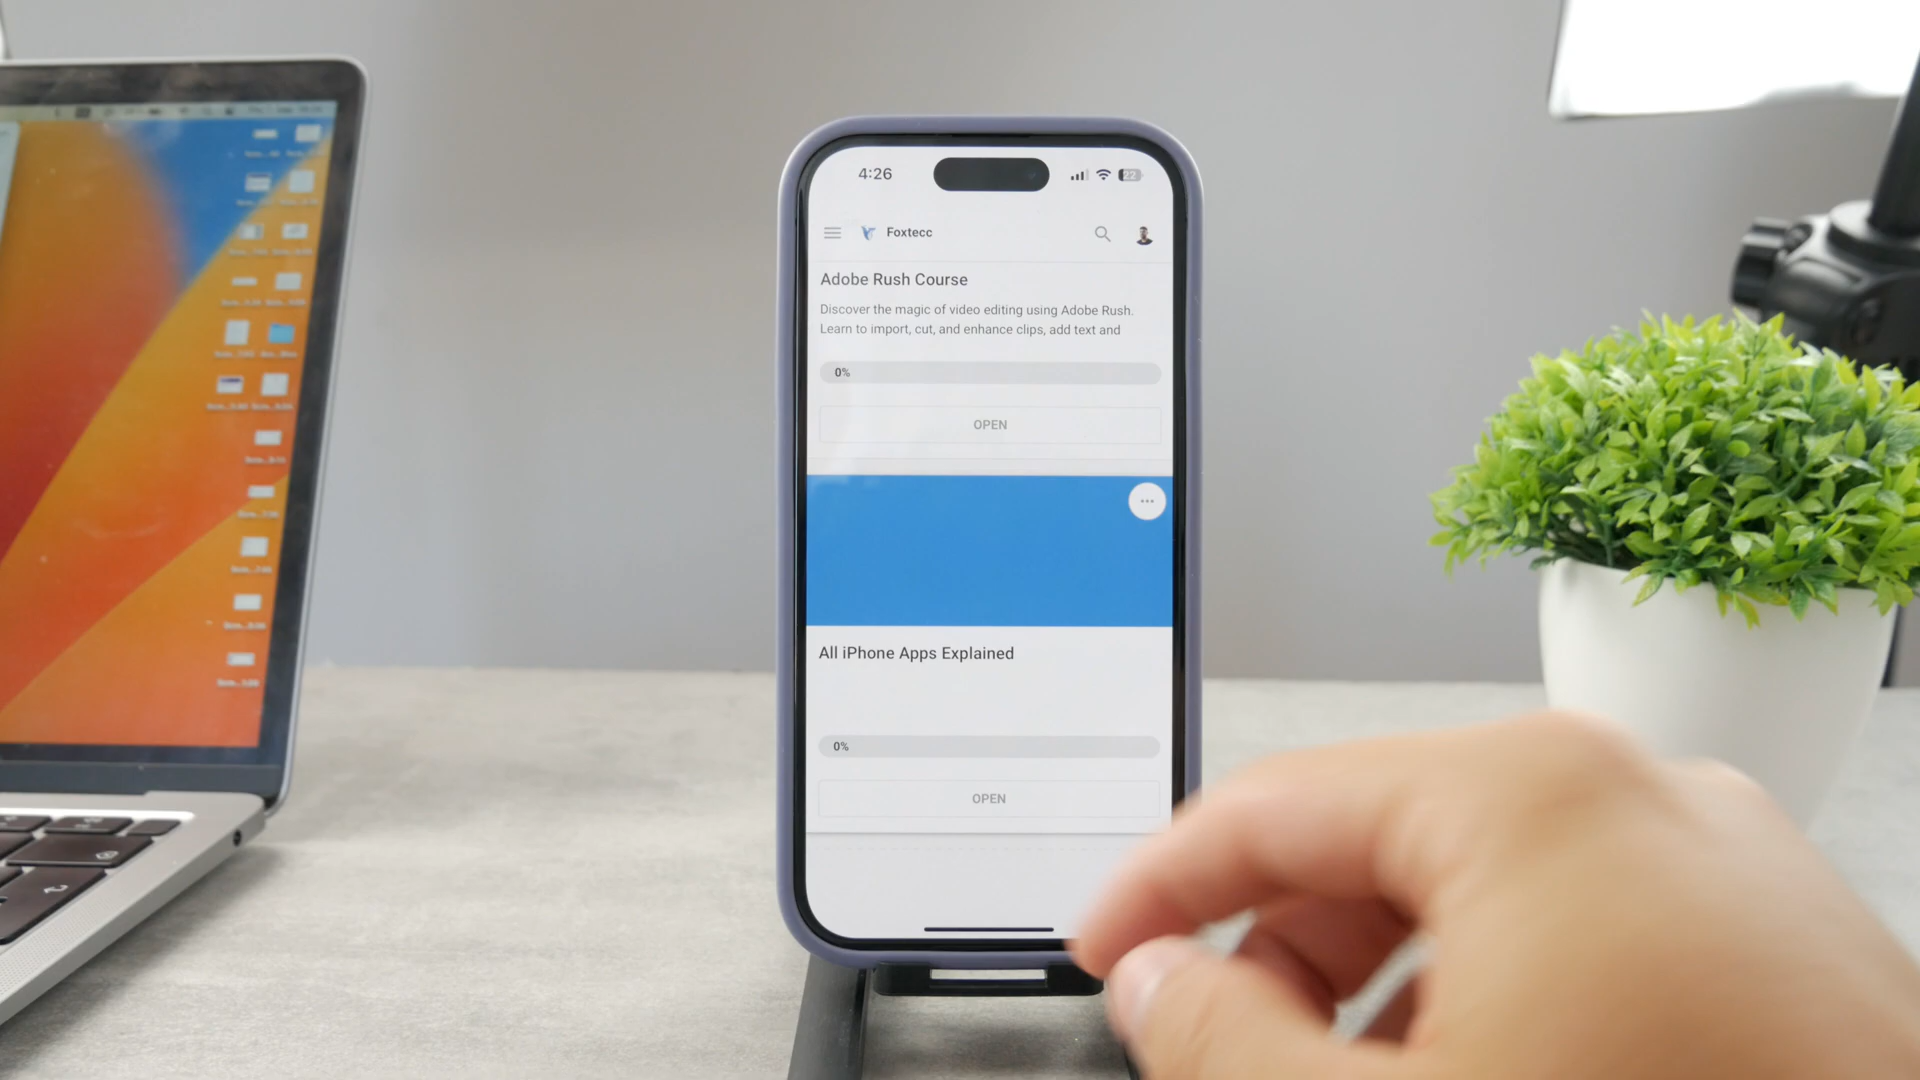 4:26
22
Foxtecc
Adobe Rush Course
Discover the magic of video editing using Adobe Rush.
Learn to import, cut, and enhance clips, add text and
0%
OPEN
All iPhone Apps Explained
0%
OPEN